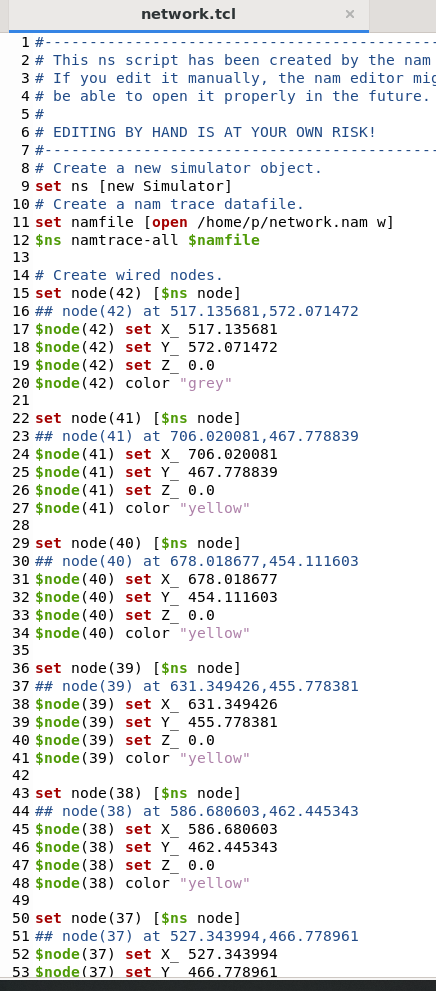 network.tcl ×
1 #---------------------------------------------
2 # This ns script has been created by the nam
3 # If you edit it manually, the nam editor mig
4 # be able to open it properly in the future.
5 #
6 # EDITING BY HAND IS AT YOUR OWN RISK!
7 #---------------------------------------------
8 # Create a new simulator object.
9 set ns [new Simulator]
10 # Create a nam trace datafile.
11 set namfile [open /home/p/network.nam w]
12 $ns namtrace-all $namfile
13
14 # Create wired nodes.
15 set node(42) [$ns node]
16 ## node(42) at 517.135681,572.071472
17 $node(42) set X_ 517.135681
18 $node(42) set Y_ 572.071472
19 $node(42) set Z_ 0.0
20 $node(42) color "grey"
21
22 set node(41) [$ns node]
23 ## node(41) at 706.020081,467.778839
24 $node(41) set X_ 706.020081
25 $node(41) set Y_ 467.778839
26 $node(41) set Z_ 0.0
27 $node(41) color "yellow"
28
29 set node(40) [$ns node]
30 ## node(40) at 678.018677,454.111603
31 $node(40) set X_ 678.018677
32 $node(40) set Y_ 454.111603
33 $node(40) set Z_ 0.0
34 $node(40) color "yellow"
35
36 set node(39) [$ns node]
37 ## node(39) at 631.349426,455.778381
38 $node(39) set X_ 631.349426
39 $node(39) set Y_ 455.778381
40 $node(39) set Z_ 0.0
41 $node(39) color "yellow"
42
43 set node(38) [$ns node]
44 ## node(38) at 586.680603,462.445343
45 $node(38) set X_ 586.680603
46 $node(38) set Y_ 462.445343
47 $node(38) set Z_ 0.0
48 $node(38) color "yellow"
49
50 set node(37) [$ns node]
51 ## node(37) at 527.343994,466.778961
52 $node(37) set X_ 527.343994
53 $node(37) set Y_ 466.778961